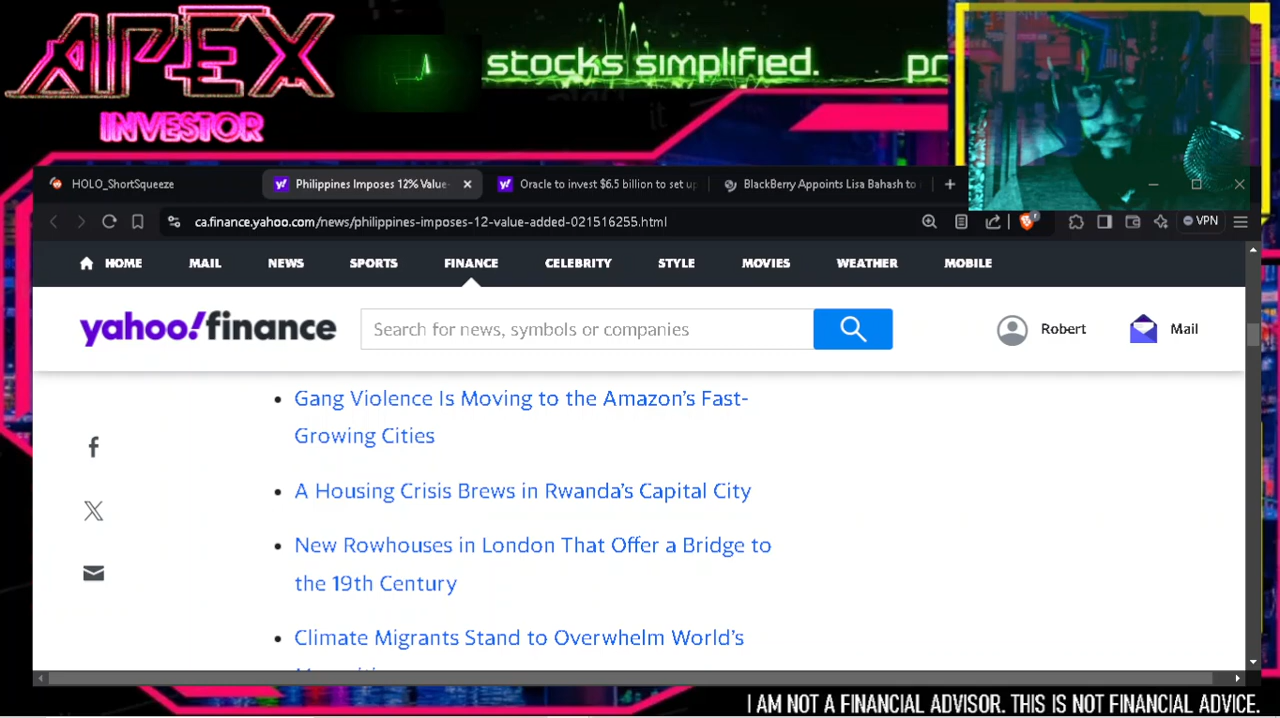 APEX
INVESTOR
stocks simplified. pr
HOLO_ShortSqueeze
Philippines Imposes 12% Value-
Oracle to invest $6.5 billion to set up
BlackBerry Appoints Lisa Bahash to
ca.finance.yahoo.com/news/philippines-imposes-12-value-added-021516255.html
VPN
HOME MAIL NEWS SPORTS FINANCE CELEBRITY STYLE MOVIES WEATHER MOBILE
yahoo!finance
Search for news, symbols or companies
Robert
Mail
Gang Violence Is Moving to the Amazon’s Fast-
Growing Cities
A Housing Crisis Brews in Rwanda’s Capital City
New Rowhouses in London That Offer a Bridge to
the 19th Century
Climate Migrants Stand to Overwhelm World’s
I AM NOT A FINANCIAL ADVISOR. THIS IS NOT FINANCIAL ADVICE.